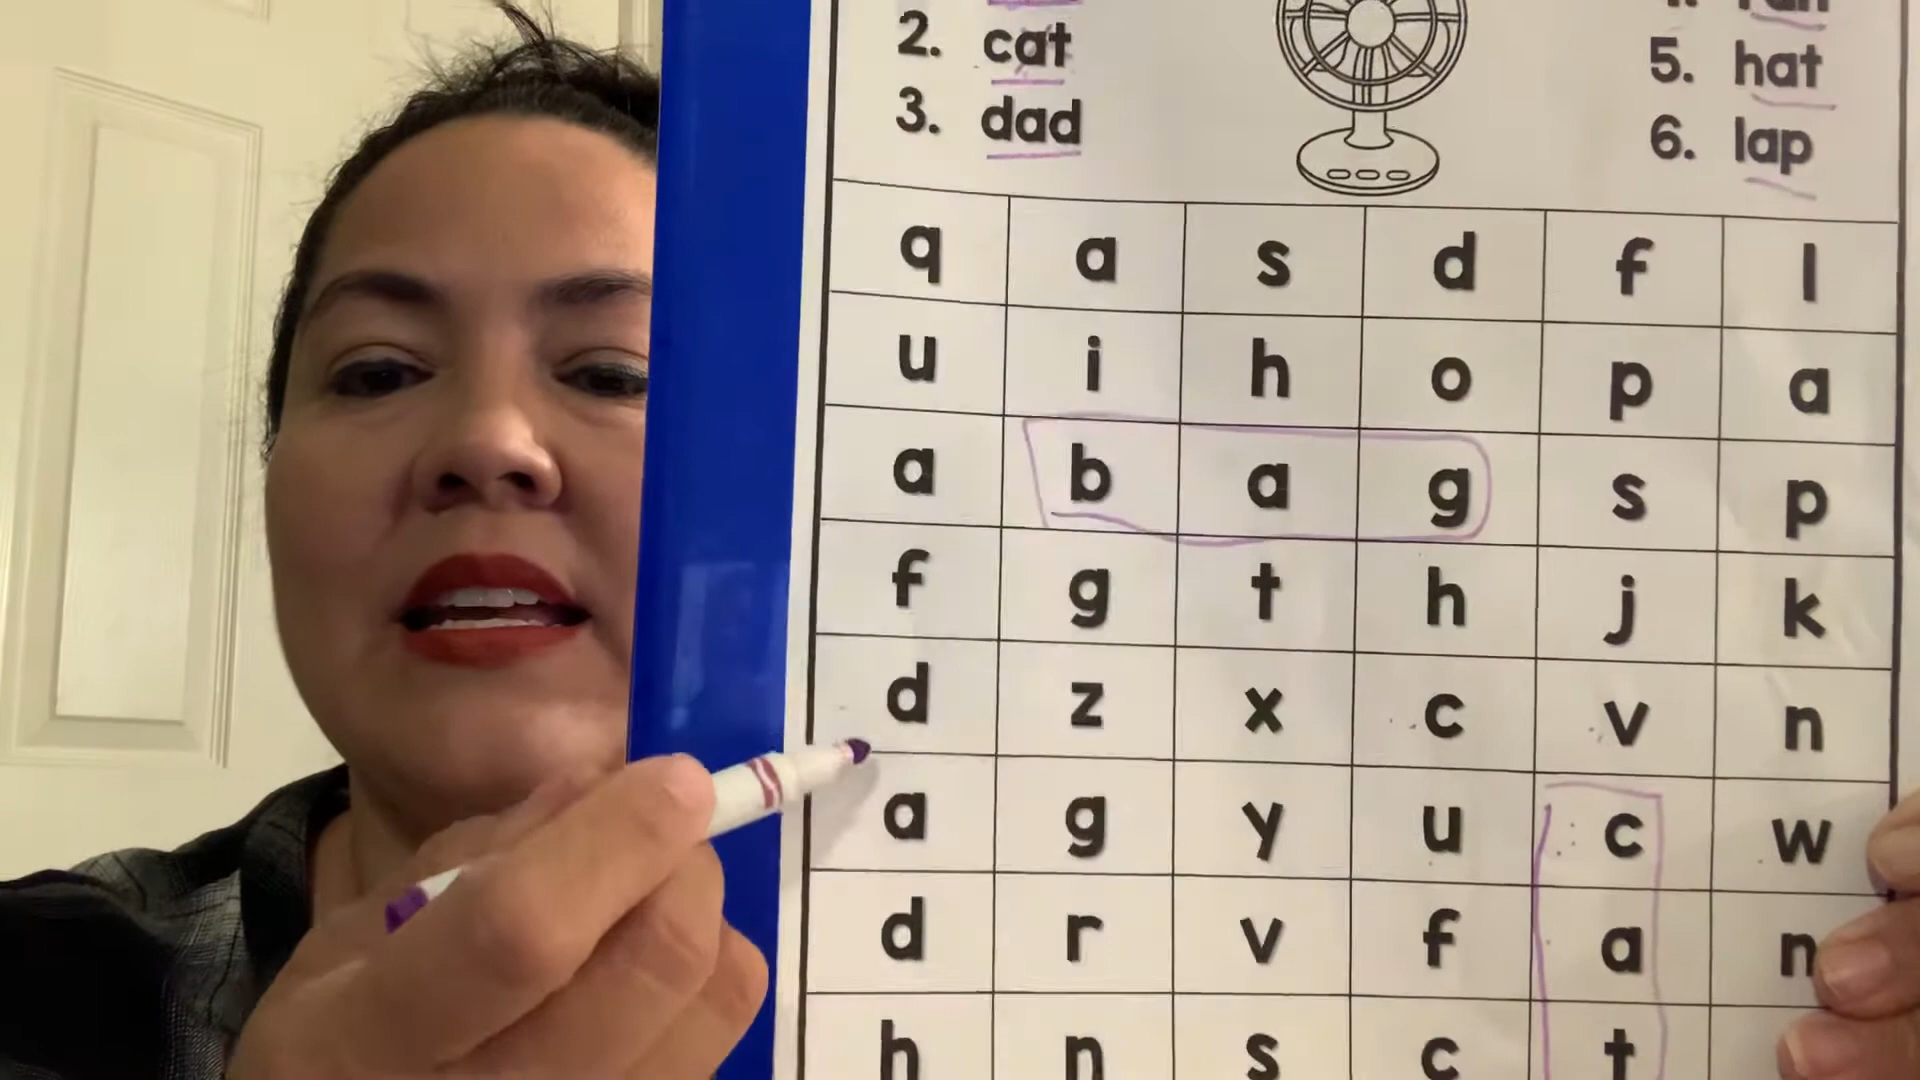 2. cat
3. dad
5. hat
6. lap
q a s d f l
u i h o p a
a b a g s p
f g t h j k
d z x c v n
a g y u c w
d r v f a n
h n s c t